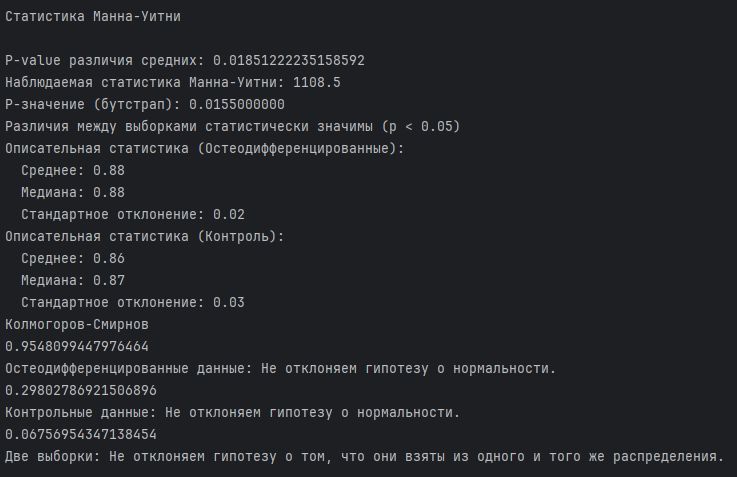 Статистика Манна-Уитни
P-value различия средних: 0.01851222235158592
Наблюдаемая статистика Манна-Уитни: 1108.5
P-значение (бутстрап): 0.0155000000
Различия между выборками статистически значимы (p < 0.05)
Описательная статистика (Остеодифференцированные):
Среднее: 0.88
Медиана: 0.88
Стандартное отклонение: 0.02
Описательная статистика (Контроль):
Среднее: 0.86
Медиана: 0.87
Стандартное отклонение: 0.03
Колмогоров-Смирнов
0.9548099447976464
Остеодифференцированные данные: Не отклоняем гипотезу о нормальности.
0.29802786921506896
Контрольные данные: Не отклоняем гипотезу о нормальности.
0.06756954347138454
Две выборки: Не отклоняем гипотезу о том, что они взяты из одного и того же распределения.